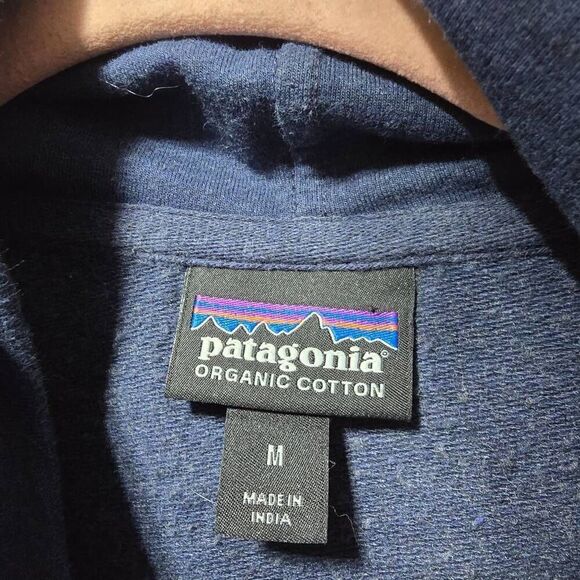 patagonia®
ORGANIC COTTON
M
MADE IN
INDIA